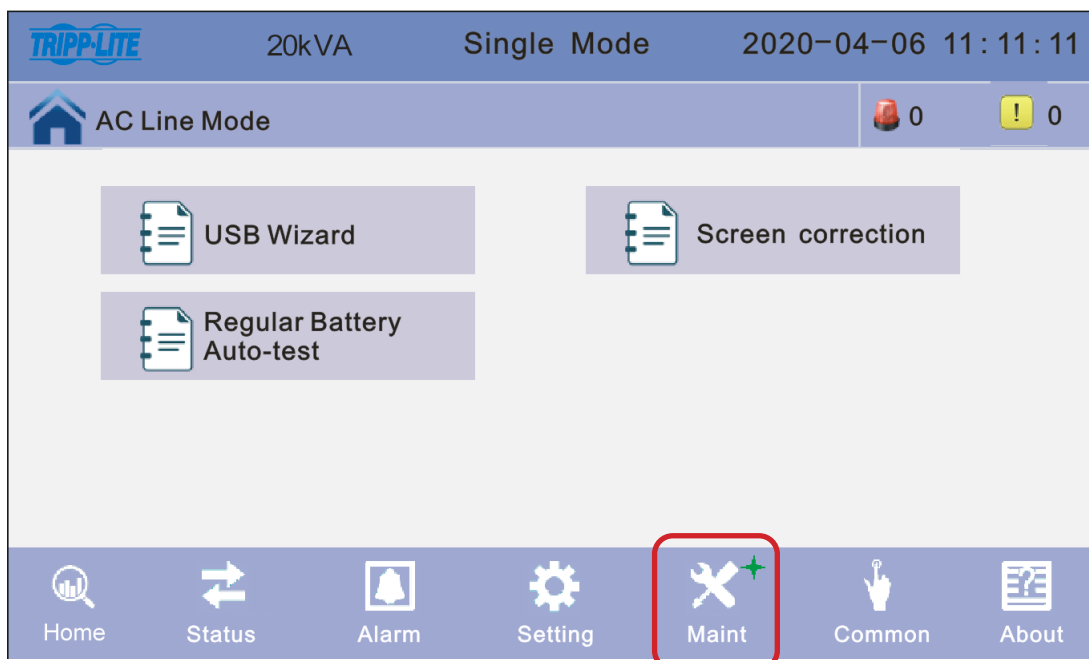 TRIPP·LITE 20kVA Single Mode 2020-04-06 11:11:11
AC Line Mode 0 ! 0
USB Wizard Screen correction
Regular Battery
Auto-test
Home Status Alarm Setting Maint Common About